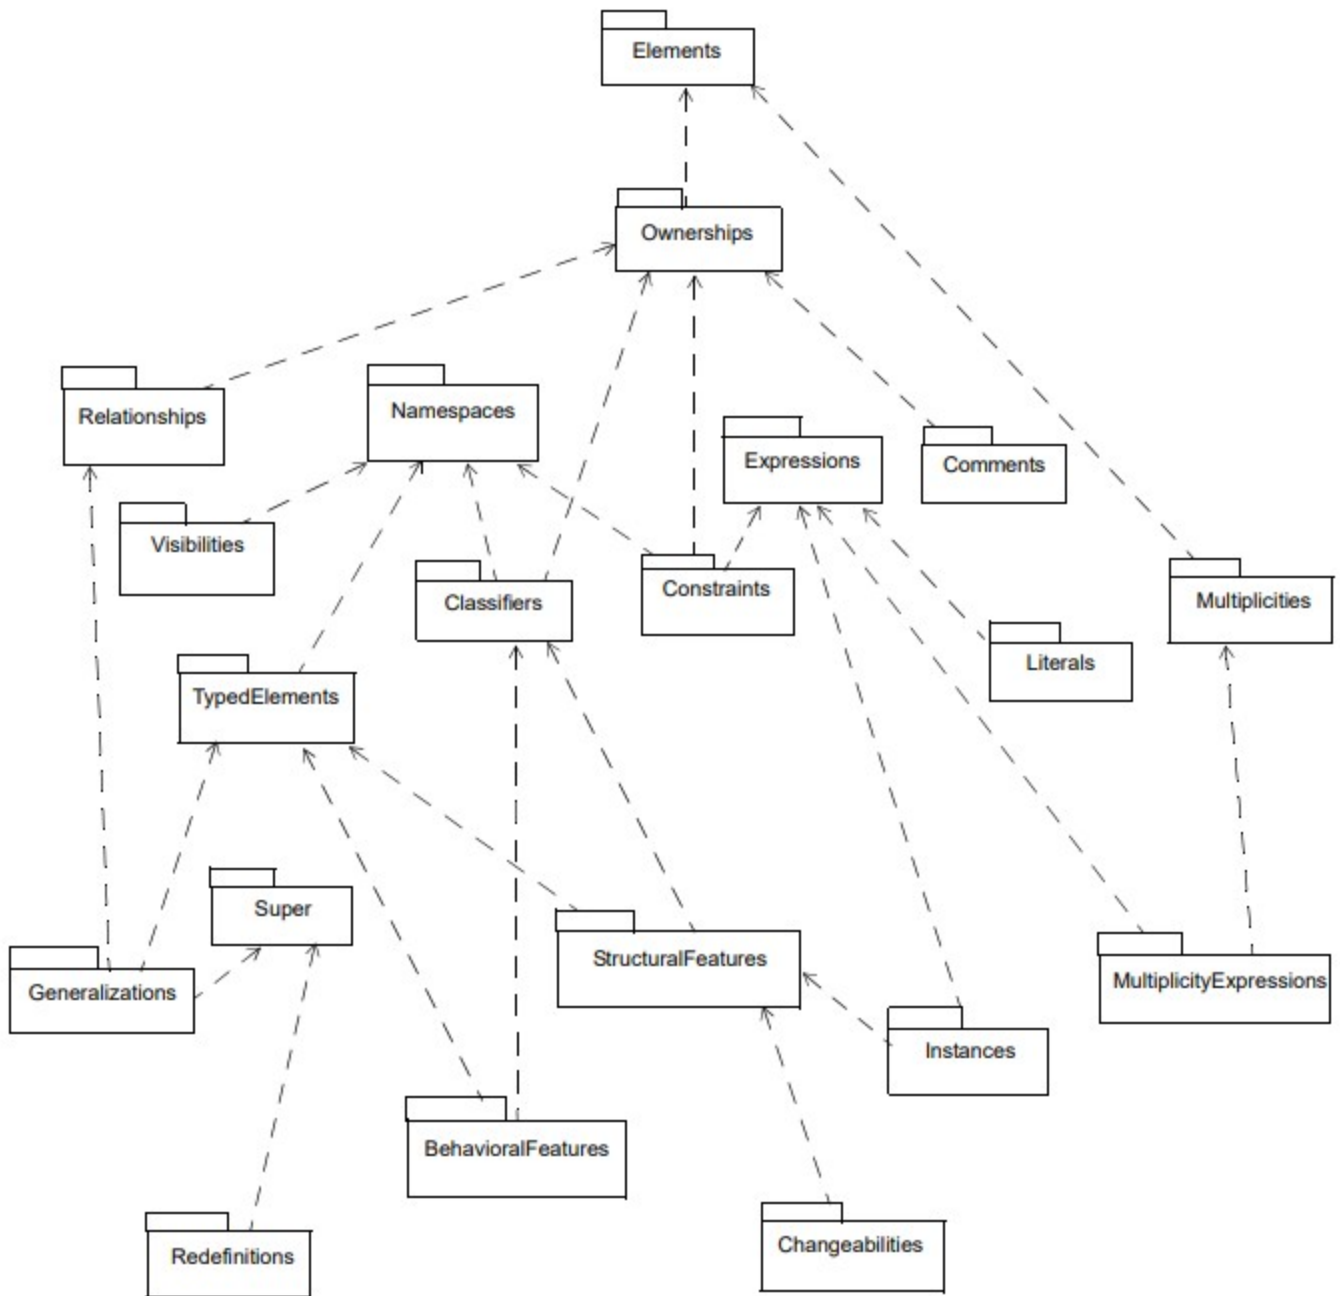 Elements
Ownerships
Relationships
Namespaces
Expressions
Comments
Visibilities
Classifiers
Constraints
Multiplicities
Literals
TypedElements
Super
StructuralFeatures
Generalizations
MultiplicityExpressions
Instances
BehavioralFeatures
Changeabilities
Redefinitions